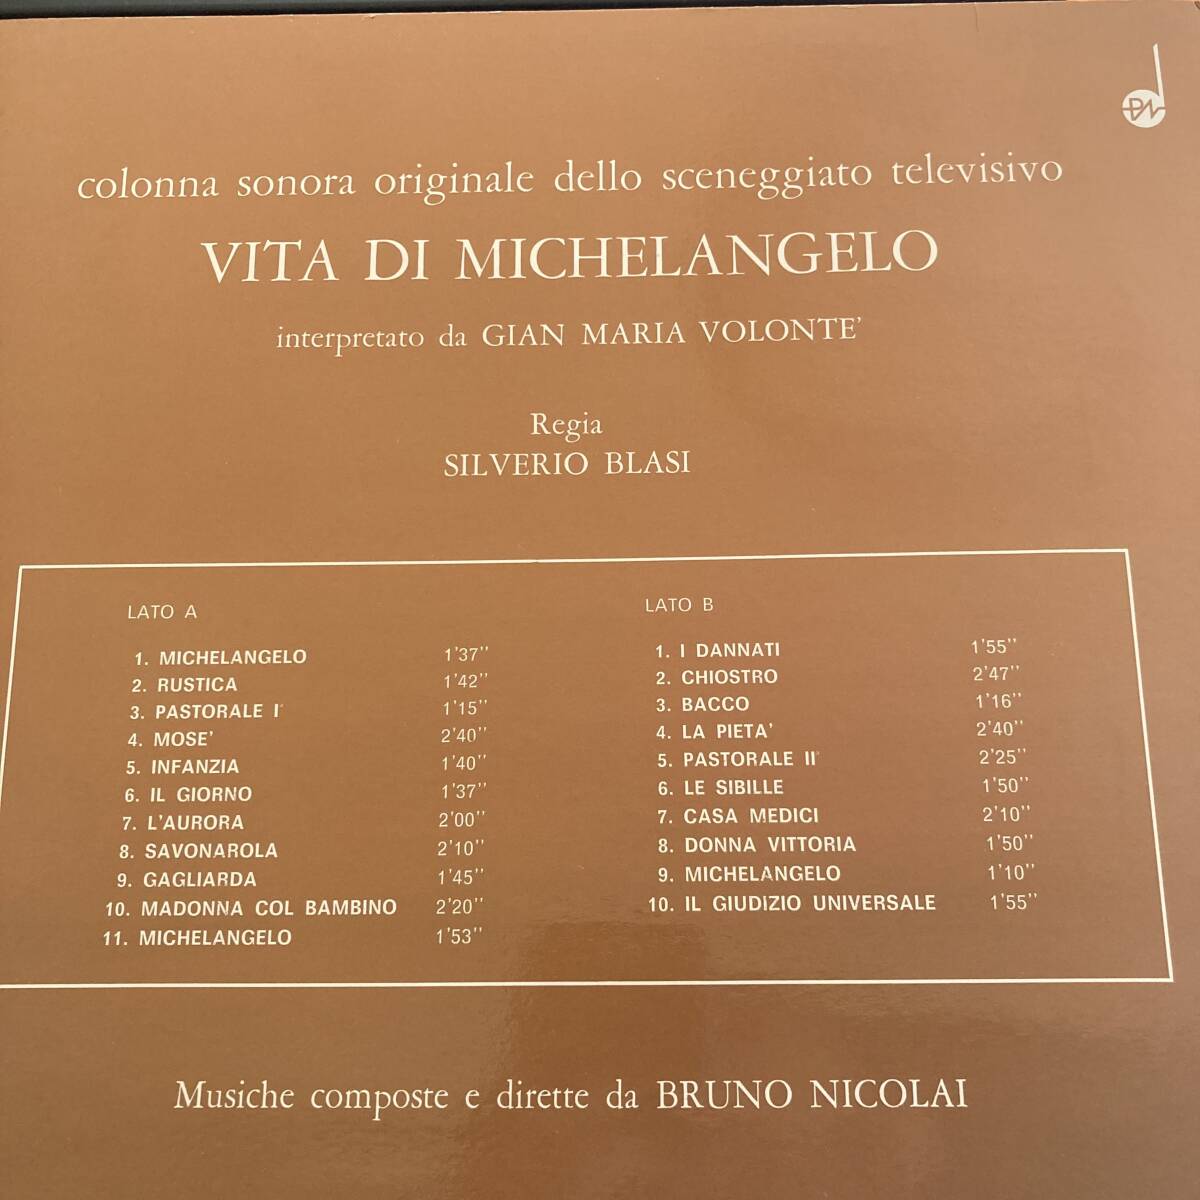 colonna sonora originale dello sceneggiato televisivo
VITA DI MICHELANGELO
interpretato da GIAN MARIA VOLONTE'
Regia
SILVERIO BLASI
LATO A
1. MICHELANGELO 1'37''
2. RUSTICA 1'42''
3. PASTORALE Iª 1'15''
4. MOSE' 2'40''
5. INFANZIA 1'40''
6. IL GIORNO 1'37''
7. L'AURORA 2'00''
8. SAVONAROLA 2'10''
9. GAGLIARDA 1'45''
10. MADONNA COL BAMBINO 2'20''
11. MICHELANGELO 1'53''
LATO B
1. I DANNATI 1'55''
2. CHIOSTRO 2'47''
3. BACCO 1'16''
4. LA PIETA' 2'40''
5. PASTORALE IIª 2'25''
6. LE SIBILLE 1'50''
7. CASA MEDICI 2'10''
8. DONNA VITTORIA 1'50''
9. MICHELANGELO 1'10''
10. IL GIUDIZIO UNIVERSALE 1'55''
Musiche composte e dirette da BRUNO NICOLAI